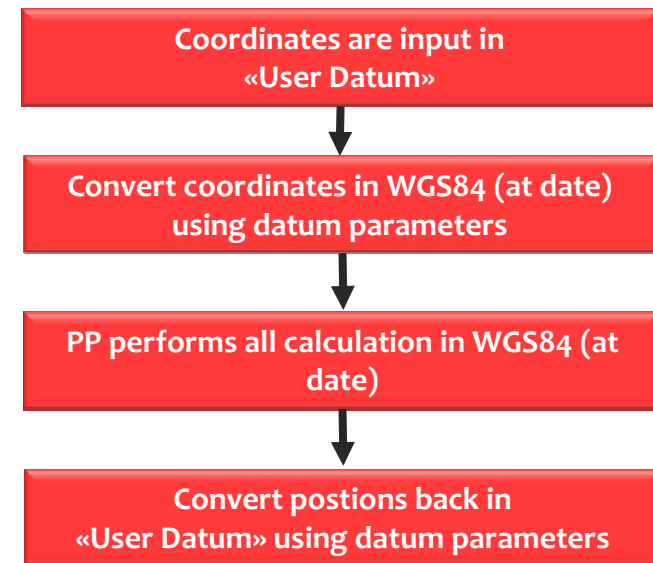 Coordinates are input in
«User Datum»
Convert coordinates in WGS84 (at date)
using datum parameters
PP performs all calculation in WGS84 (at
date)
Convert postions back in
«User Datum» using datum parameters